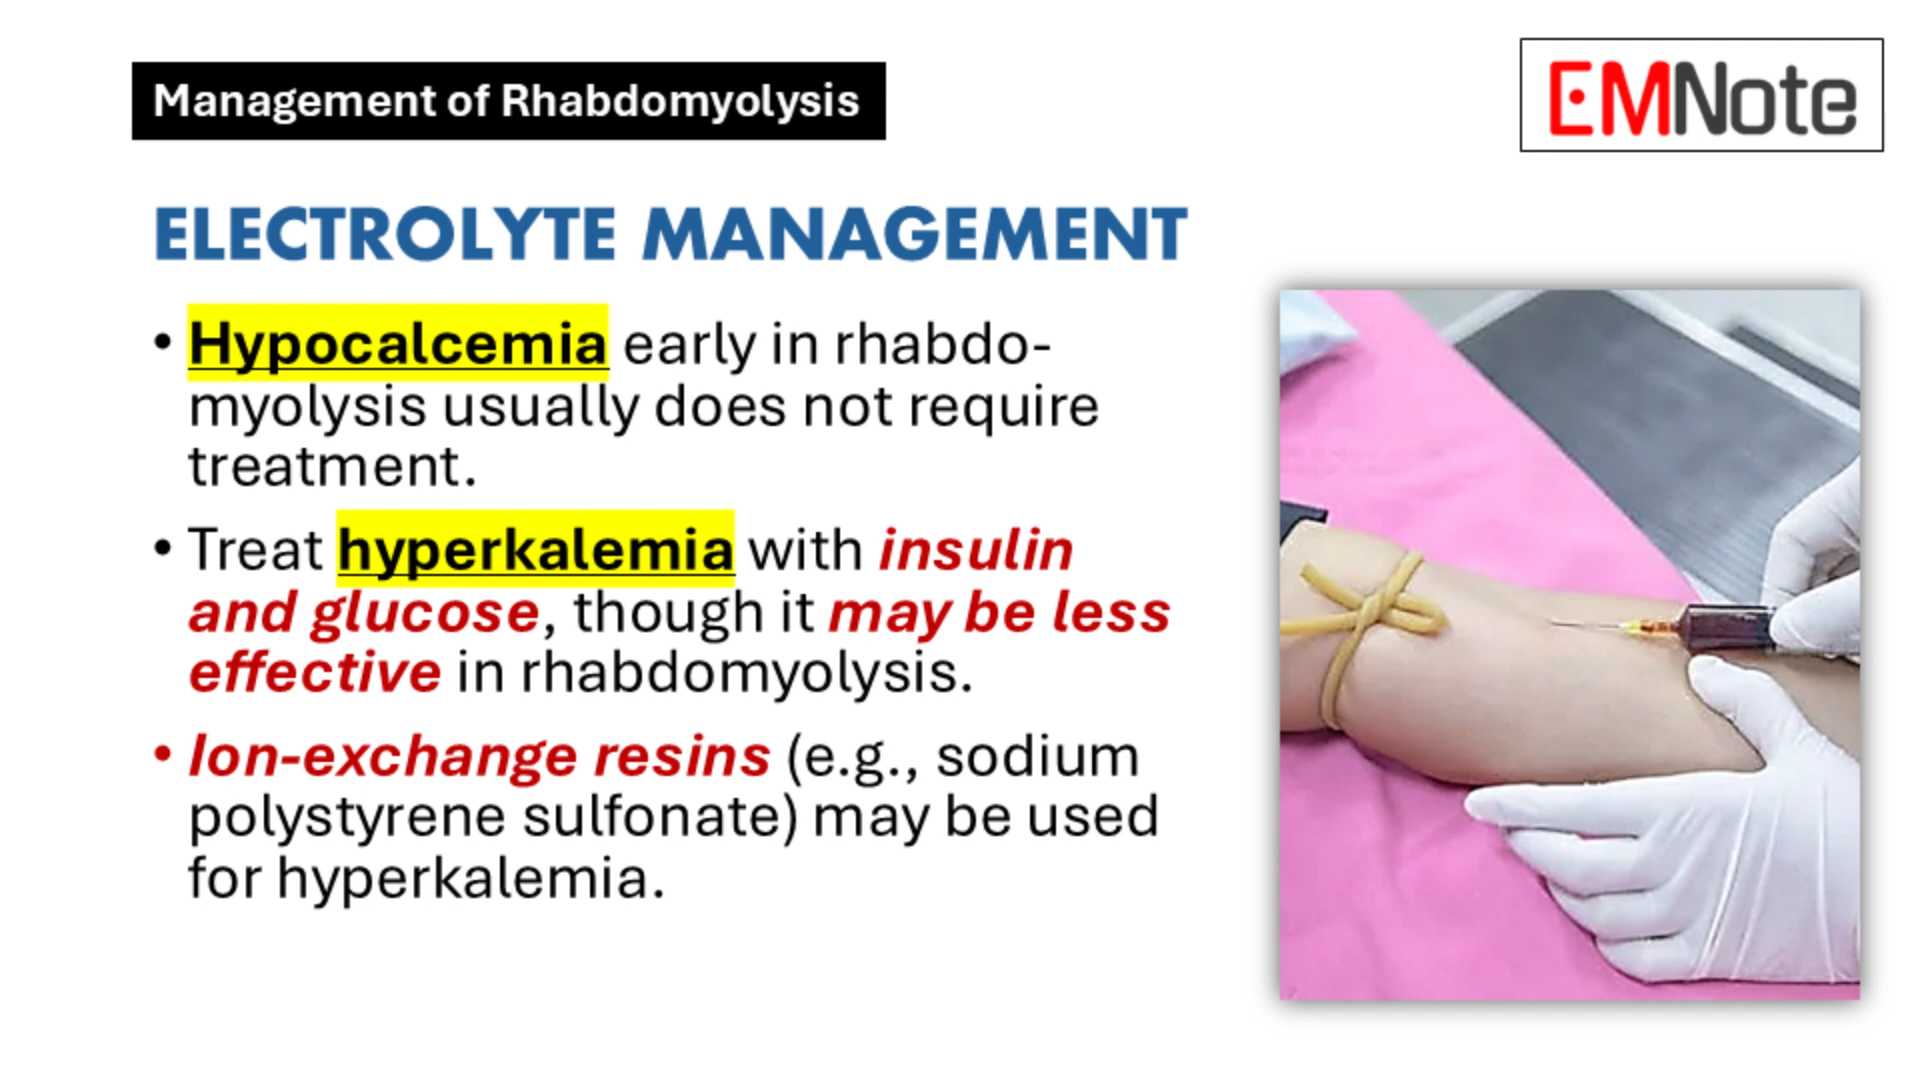 Management of Rhabdomyolysis
EMNote
ELECTROLYTE MANAGEMENT
• Hypocalcemia early in rhabdo-
myolysis usually does not require
treatment.
• Treat hyperkalemia with insulin
and glucose, though it may be less
effective in rhabdomyolysis.
• Ion-exchange resins (e.g., sodium
polystyrene sulfonate) may be used
for hyperkalemia.